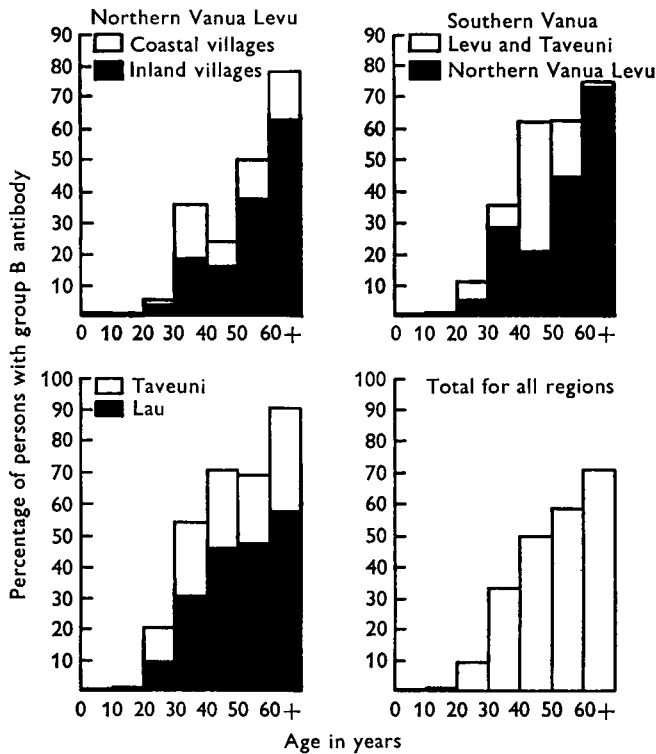 Northern Vanua Levu
Coastal villages
Inland villages
90
80
70
60
50
40
30
20
10
0 10 20 30 40 50 60+
Southern Vanua
Levu and Taveuni
Northern Vanua Levu
90
80
70
60
50
40
30
20
10
0 10 20 30 40 50 60+
Percentage of persons with group B antibody
Taveuni
Lau
100
90
80
70
60
50
40
30
20
10
0 10 20 30 40 50 60+
Total for all regions
100
90
80
70
60
50
40
30
20
10
0 10 20 30 40 50 60+
Age in years